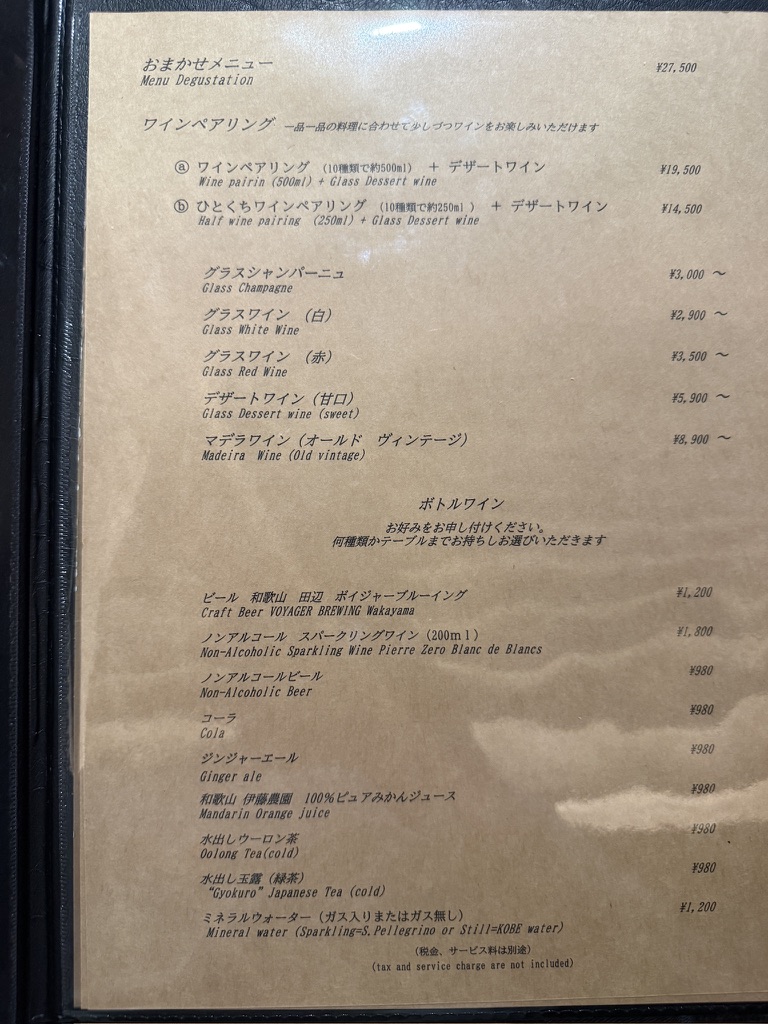 おまかせメニュー ¥27,500
Menu Degustation
ワインペアリング 一品一品の料理に合わせて少しづつワインをお楽しみいただけます
ⓐ ワインペアリング (10種類で約500ml) + デザートワイン ¥19,500
Wine pairin (500ml) + Glass Dessert wine
ⓑ ひとくちワインペアリング (10種類で約250ml ) + デザートワイン ¥14,500
Half wine pairing (250ml) + Glass Dessert wine
グラスシャンパーニュ ¥3,000 ～
Glass Champagne
グラスワイン (白) ¥2,900 ～
Glass White Wine
グラスワイン (赤) ¥3,500 ～
Glass Red Wine
デザートワイン (甘口) ¥5,900 ～
Glass Dessert wine (sweet)
マデラワイン (オールド ヴィンテージ) ¥8,900 ～
Madeira Wine (Old vintage)
ボトルワイン
お好みをお申し付けください。
何種類かテーブルまでお持ちしお選びいただきます
ビール 和歌山 田辺 ボイジャーブルーイング ¥1,200
Craft Beer VOYAGER BREWING Wakayama
ノンアルコール スパークリングワイン (200ml) ¥1,800
Non-Alcoholic Sparkling Wine Pierre Zero Blanc de Blancs
ノンアルコールビール ¥980
Non-Alcoholic Beer
コーラ ¥980
Cola
ジンジャーエール ¥980
Ginger ale
和歌山 伊藤農園 100%ピュアみかんジュース ¥980
Mandarin Orange juice
水出しウーロン茶 ¥980
Oolong Tea(cold)
水出し玉露 (緑茶) ¥980
“Gyokuro” Japanese Tea (cold)
ミネラルウォーター (ガス入りまたはガス無し) ¥1,200
Mineral water (Sparkling=S.Pellegrino or Still=KOBE water)
(税金、サービス料は別途)
(tax and service charge are not included)